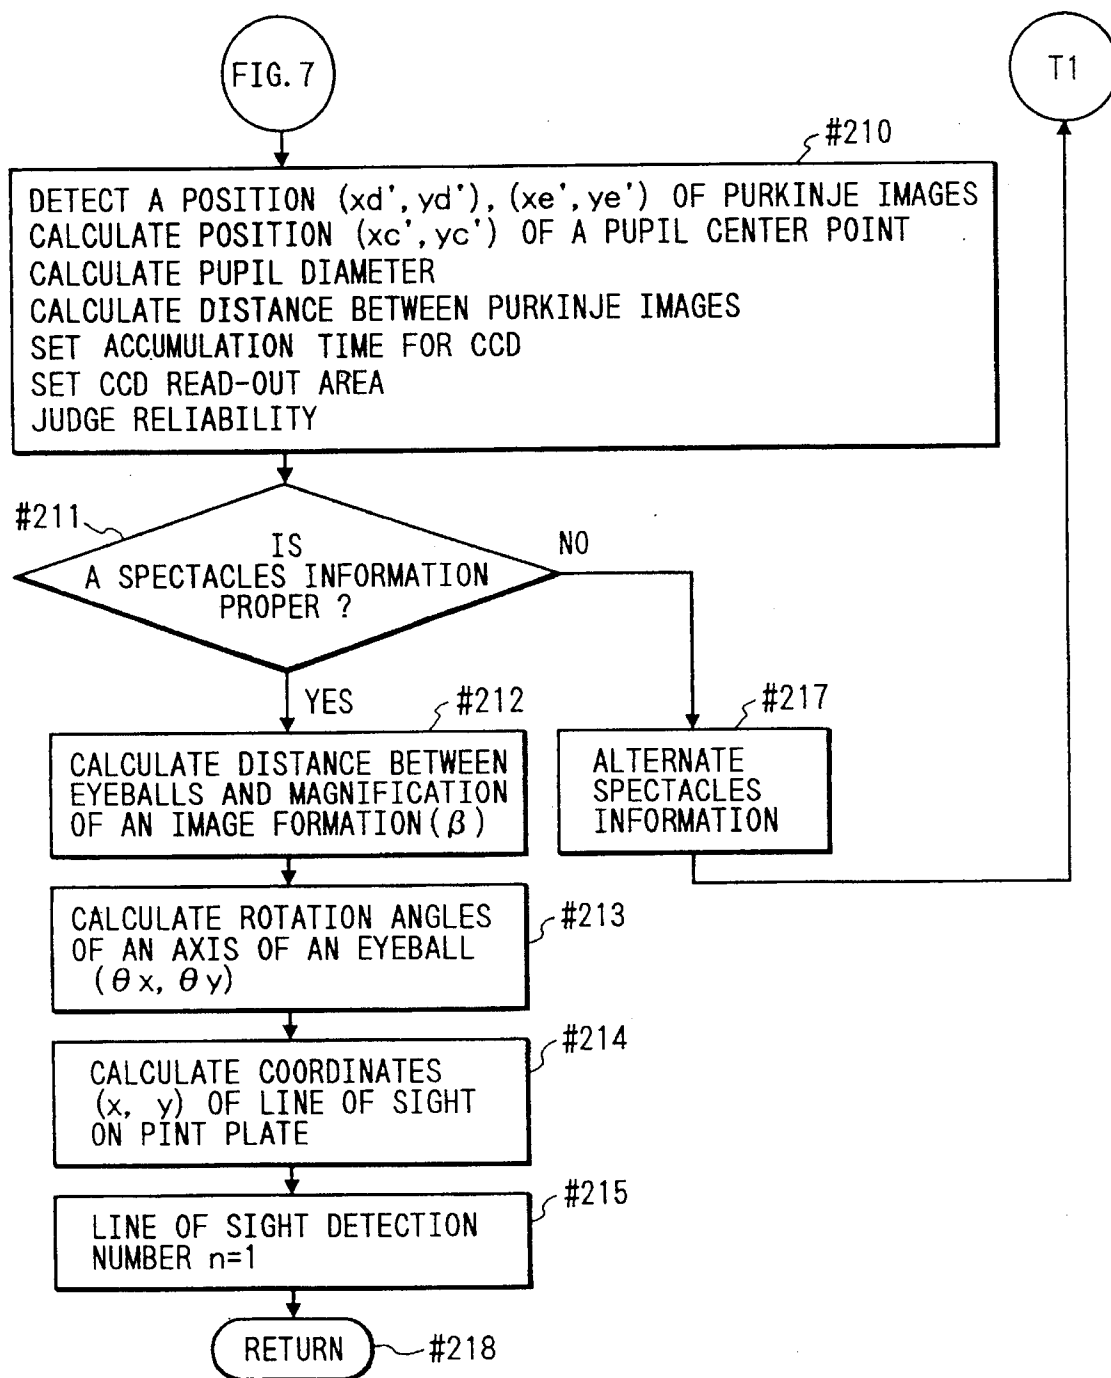 FIG. 7
T1
#210
DETECT A POSITION (xd', yd'), (xe', ye') OF PURKINJE IMAGES
CALCULATE POSITION (xc', yc') OF A PUPIL CENTER POINT
CALCULATE PUPIL DIAMETER
CALCULATE DISTANCE BETWEEN PURKINJE IMAGES
SET ACCUMULATION TIME FOR CCD
SET CCD READ-OUT AREA
JUDGE RELIABILITY
#211
IS
A SPECTACLES INFORMATION
PROPER ?
NO
YES
#212
CALCULATE DISTANCE BETWEEN
EYEBALLS AND MAGNIFICATION
OF AN IMAGE FORMATION (β)
#217
ALTERNATE
SPECTACLES
INFORMATION
CALCULATE ROTATION ANGLES
OF AN AXIS OF AN EYEBALL
(θx, θy)
#213
#214
CALCULATE COORDINATES
(x, y) OF LINE OF SIGHT
ON PINT PLATE
#215
LINE OF SIGHT DETECTION
NUMBER n=1
RETURN
#218